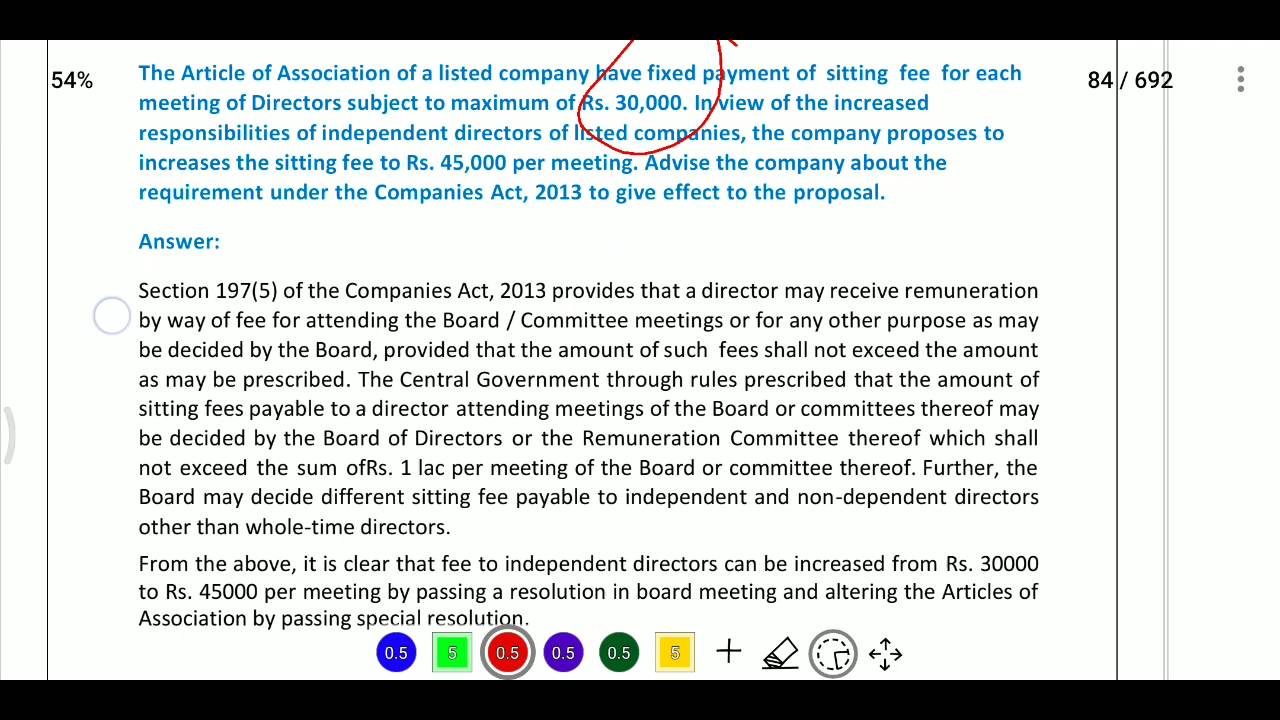 54%
84 / 692
The Article of Association of a listed company have fixed payment of sitting fee for each
meeting of Directors subject to maximum of Rs. 30,000. In view of the increased
responsibilities of independent directors of listed companies, the company proposes to
increases the sitting fee to Rs. 45,000 per meeting. Advise the company about the
requirement under the Companies Act, 2013 to give effect to the proposal.
Answer:
Section 197(5) of the Companies Act, 2013 provides that a director may receive remuneration
by way of fee for attending the Board / Committee meetings or for any other purpose as may
be decided by the Board, provided that the amount of such fees shall not exceed the amount
as may be prescribed. The Central Government through rules prescribed that the amount of
sitting fees payable to a director attending meetings of the Board or committees thereof may
be decided by the Board of Directors or the Remuneration Committee thereof which shall
not exceed the sum ofRs. 1 lac per meeting of the Board or committee thereof. Further, the
Board may decide different sitting fee payable to independent and non-dependent directors
other than whole-time directors.
From the above, it is clear that fee to independent directors can be increased from Rs. 30000
to Rs. 45000 per meeting by passing a resolution in board meeting and altering the Articles of
Association by passing special resolution.
0.5 5 0.5 0.5 0.5 5